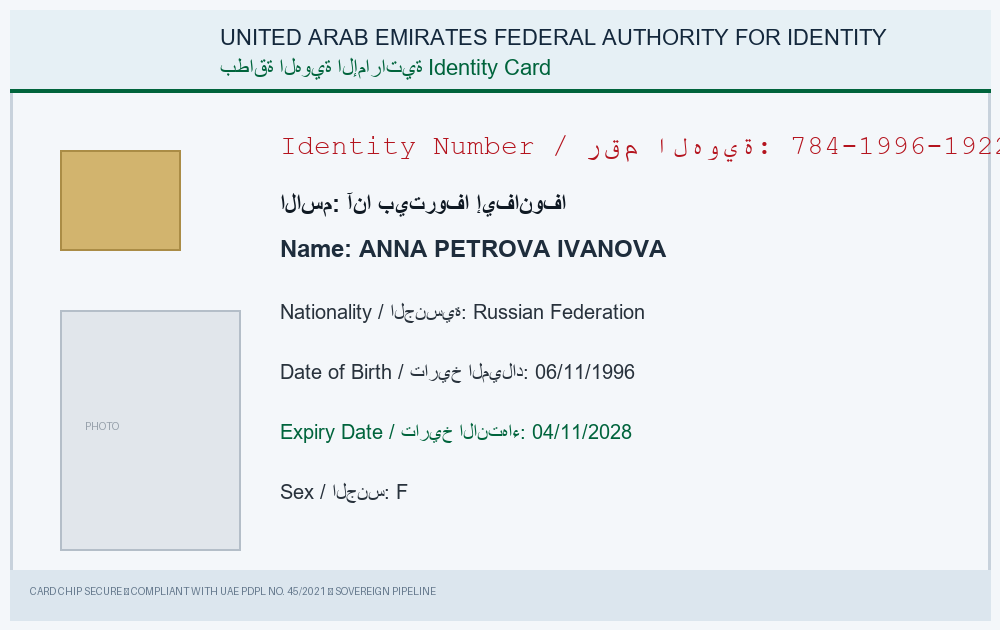 UNITED ARAB EMIRATES FEDERAL AUTHORITY FOR IDENTITY
بطاقة الهوية الإماراتية Identity Card
Identity Number / رقم الهوية: 784-1996-1922
الاسم: آنا بيتروفا إيفانوفا
Name: ANNA PETROVA IVANOVA
Nationality / الجنسية: Russian Federation
Date of Birth / تاريخ الميلاد: 06/11/1996
Expiry Date / تاريخ الانتهاء: 04/11/2028
PHOTO
Sex / الجنس: F
CARD CHIP SECURE COMPLIANT WITH UAE PDPL NO. 45/2021 SOVEREIGN PIPELINE